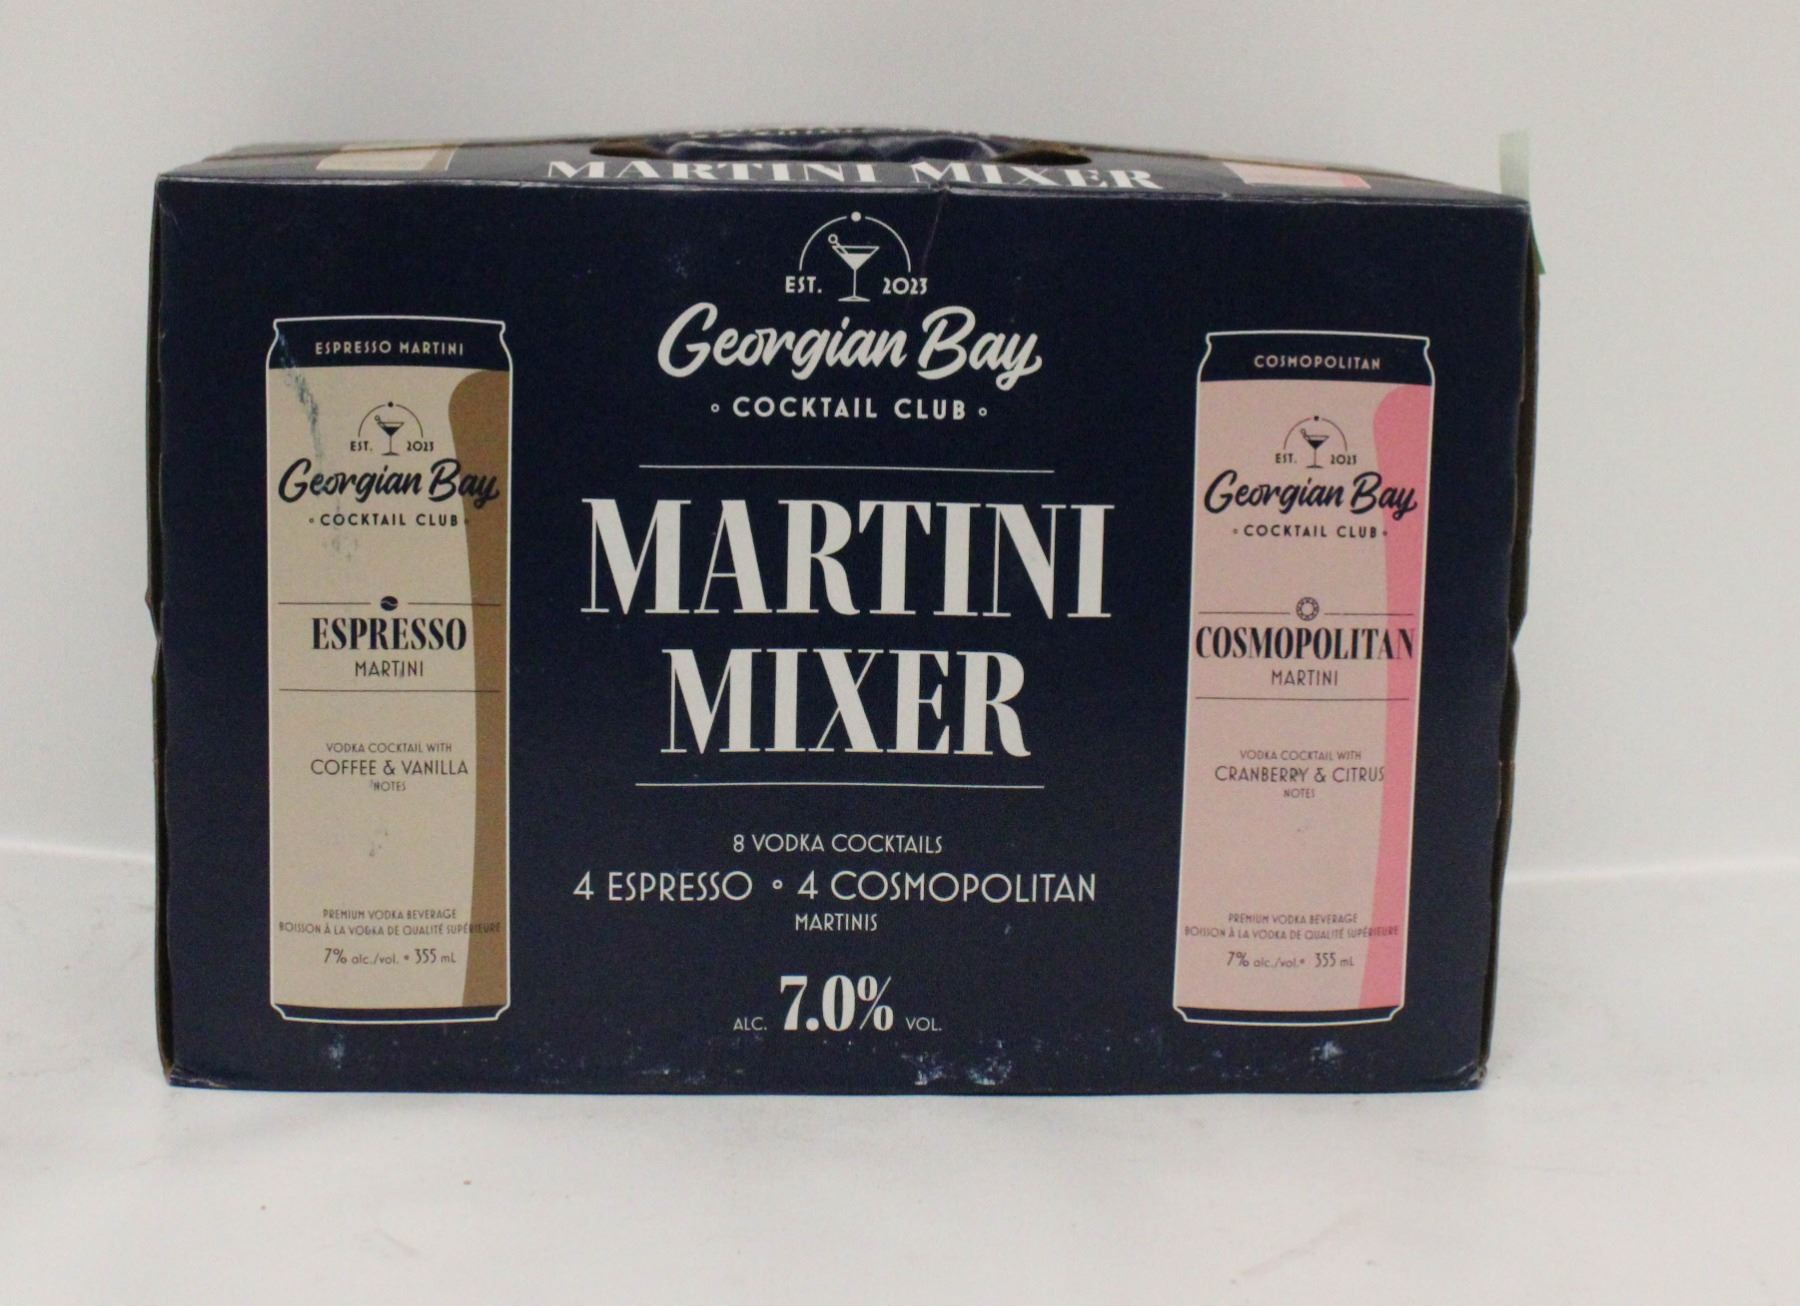 MARTINI MIXER
EST. 2023
Georgian Bay
COCKTAIL CLUB
MARTINI
MIXER
8 VODKA COCKTAILS
4 ESPRESSO • 4 COSMOPOLITAN
MARTINIS
ALC. 7.0% VOL.
ESPRESSO MARTINI
EST. 2023
Georgian Bay
COCKTAIL CLUB
ESPRESSO
MARTINI
VODKA COCKTAIL WITH
COFFEE & VANILLA
NOTES
PREMIUM VODKA BEVERAGE
BOISSON À LA VODKA DE QUALITÉ SUPÉRIEURE
7% alc./vol. • 355 mL
COSMOPOLITAN
EST. 2023
Georgian Bay
COCKTAIL CLUB
COSMOPOLITAN
MARTINI
VODKA COCKTAIL WITH
CRANBERRY & CITRUS
NOTES
PREMIUM VODKA BEVERAGE
BOISSON À LA VODKA DE QUALITÉ SUPÉRIEURE
7% alc./vol. • 355 mL